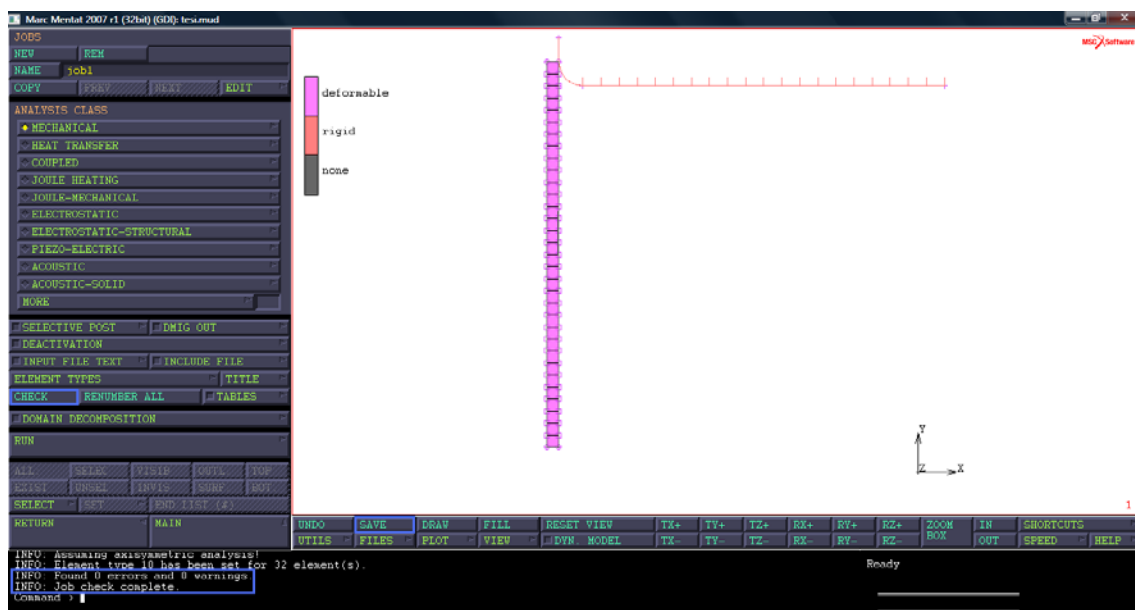 Marc Mentat 2007 r1 (32bit) (GDI): tesi.mud
JOBS
NEW REM
NAME job1
COPY PREV NEXT EDIT
ANALYSIS CLASS
MECHANICAL
HEAT TRANSFER
COUPLED
JOULE HEATING
JOULE-MECHANICAL
ELECTROSTATIC
ELECTROSTATIC-STRUCTURAL
PIEZO-ELECTRIC
ACOUSTIC
ACOUSTIC-SOLID
MORE
SELECTIVE POST DMIG OUT
DEACTIVATION
INPUT FILE TEXT INCLUDE FILE
ELEMENT TYPES TITLE
CHECK RENUMBER ALL TABLES
DOMAIN DECOMPOSITION
RUN
ALL SELEC VISIB OUTL TOP
EXIST UNSEL INVIS SURF BOT
SELECT SET END LIST (#)
RETURN MAIN
deformable
rigid
none
MSC Software
Y
Z X
1
UNDO SAVE DRAW FILL RESET VIEW TX+ TY+ TZ+ RX+ RY+ RZ+ ZOOM BOX IN SHORTCUTS
UTILS FILES PLOT VIEW DYN. MODEL TX- TY- TZ- RX- RY- RZ- OUT SPEED HELP
INFO: Assuming axisymmetric analysis!
INFO: Element type 10 has been set for 32 element(s).
INFO: Found 0 errors and 0 warnings.
INFO: Job check complete.
Command >
Ready